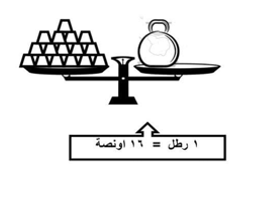 ١ رطل = ١٦ اونصة